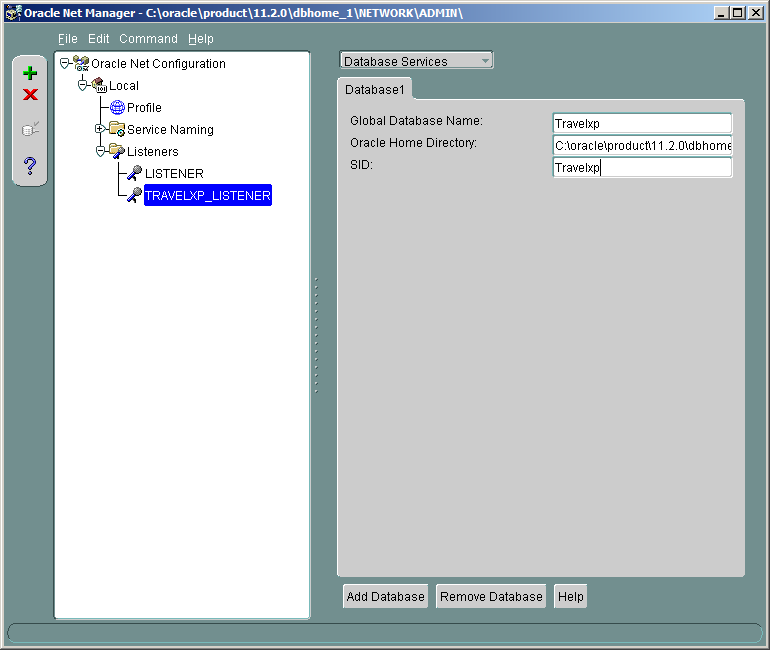 Oracle Net Manager - C:\oracle\product\11.2.0\dbhome_1\NETWORK\ADMIN\
File Edit Command Help
Oracle Net Configuration
Local
Profile
Service Naming
Listeners
LISTENER
TRAVELXP_LISTENER
Database Services
Database1
Global Database Name: Travelxp
Oracle Home Directory: C:\oracle\product\11.2.0\dbhome
SID: Travelxp
Add Database Remove Database Help